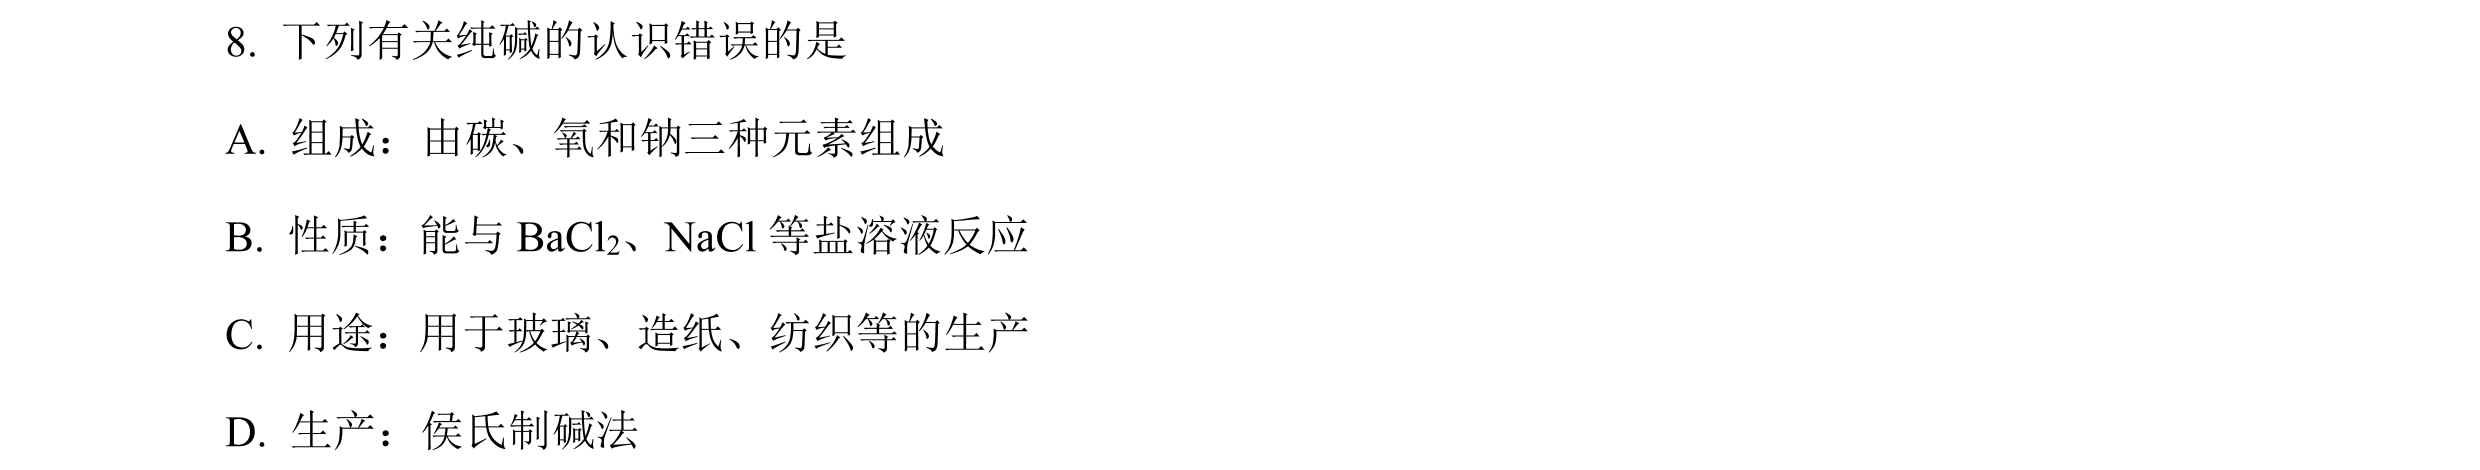 8. 下列有关纯碱的认识错误的是
A. 组成：由碳、氧和钠三种元素组成
B. 性质：能与 BaCl₂、NaCl 等盐溶液反应
C. 用途：用于玻璃、造纸、纺织等的生产
D. 生产：侯氏制碱法